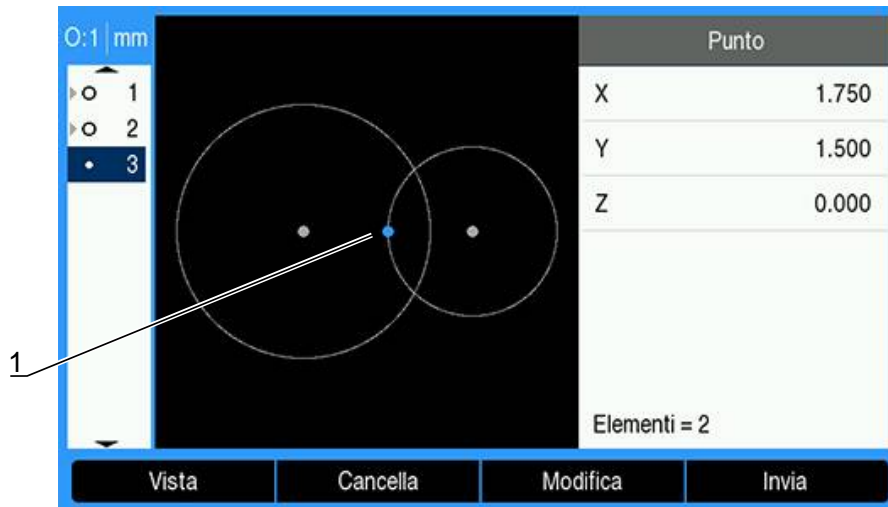 O:1 mm
Punto
1
2
3
X 1.750
Y 1.500
Z 0.000
1
Elementi = 2
Vista Cancella Modifica Invia